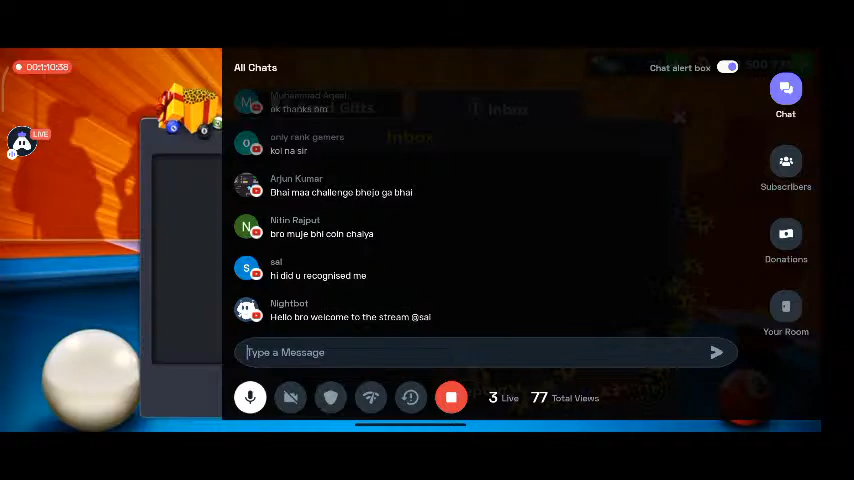 00:1:10:38
All Chats
Chat alert box
Muhammad Aqeel
ok thanks bro
Inbox
Inbox
Chat
only rank gamers
koi na sir
Arjun Kumar
Bhai maa challenge bhejo ga bhai
Subscribers
Nitin Rajput
bro muje bhi coin chaiya
LIVE
sal
hi did u recognised me
Donations
Nightbot
Hello bro welcome to the stream @sal
Your Room
Type a Message
3 Live 77 Total Views